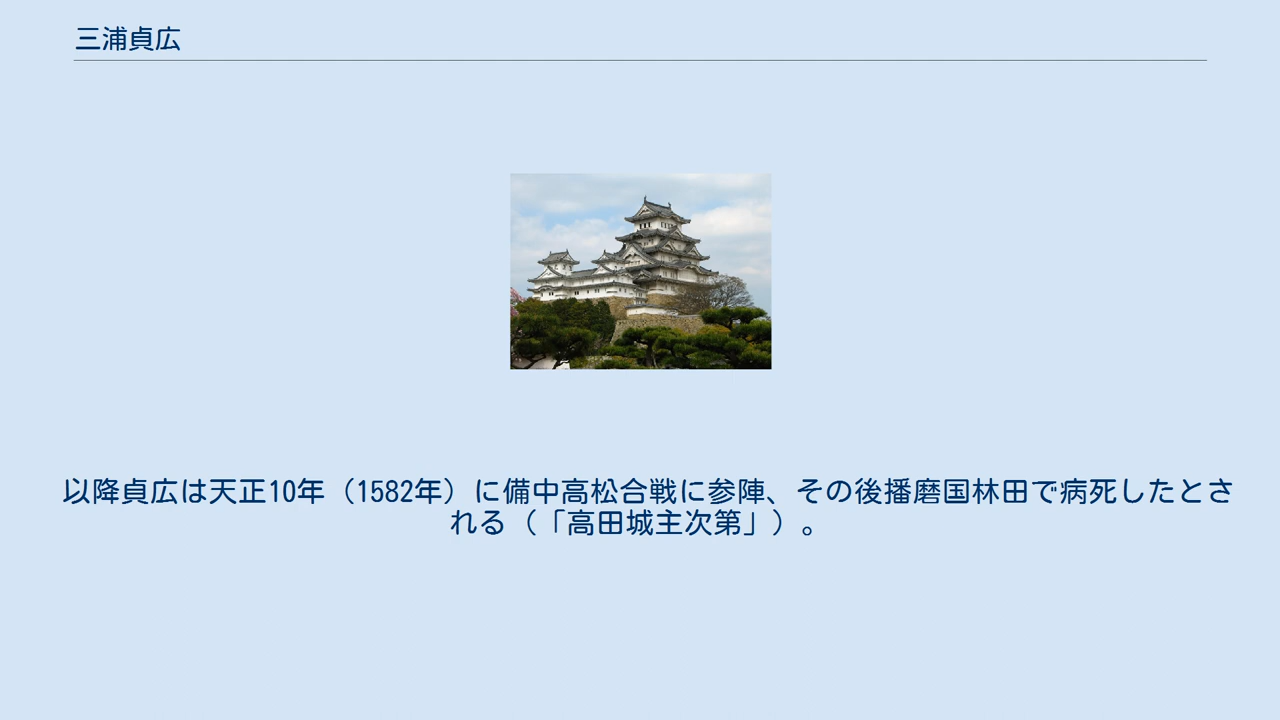 三浦貞広
以降貞広は天正10年（1582年）に備中高松合戦に参陣、その後播磨国林田で病死したとさ
れる（「高田城主次第」）。